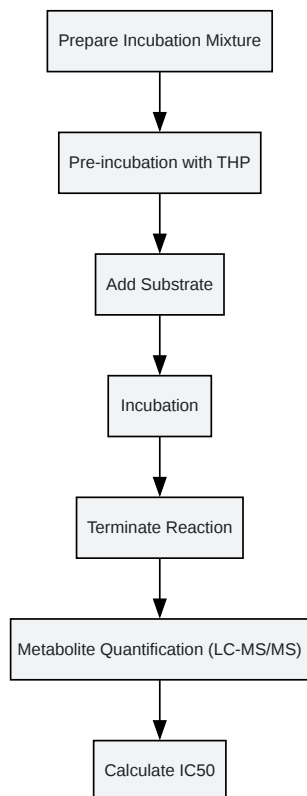 Prepare Incubation Mixture
Pre-incubation with THP
Add Substrate
Incubation
Terminate Reaction
Metabolite Quantification (LC-MS/MS)
Calculate IC50